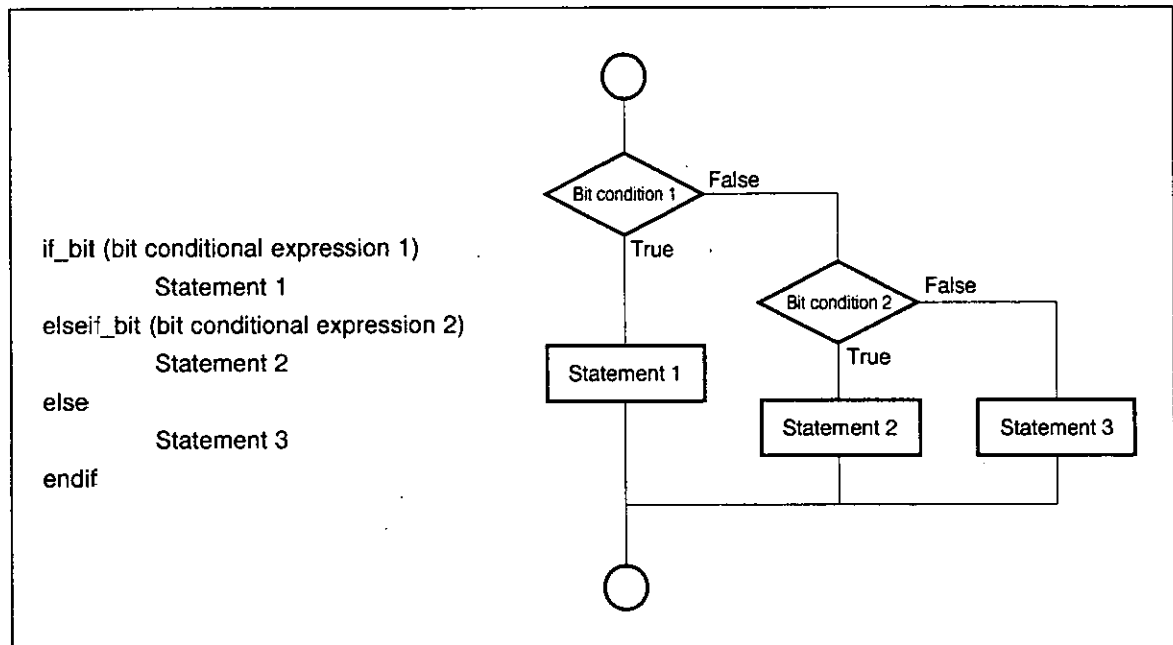 if_bit (bit conditional expression 1)
Statement 1
elseif_bit (bit conditional expression 2)
Statement 2
else
Statement 3
endif
Bit condition 1
False
True
Bit condition 2
False
True
Statement 1
Statement 2
Statement 3